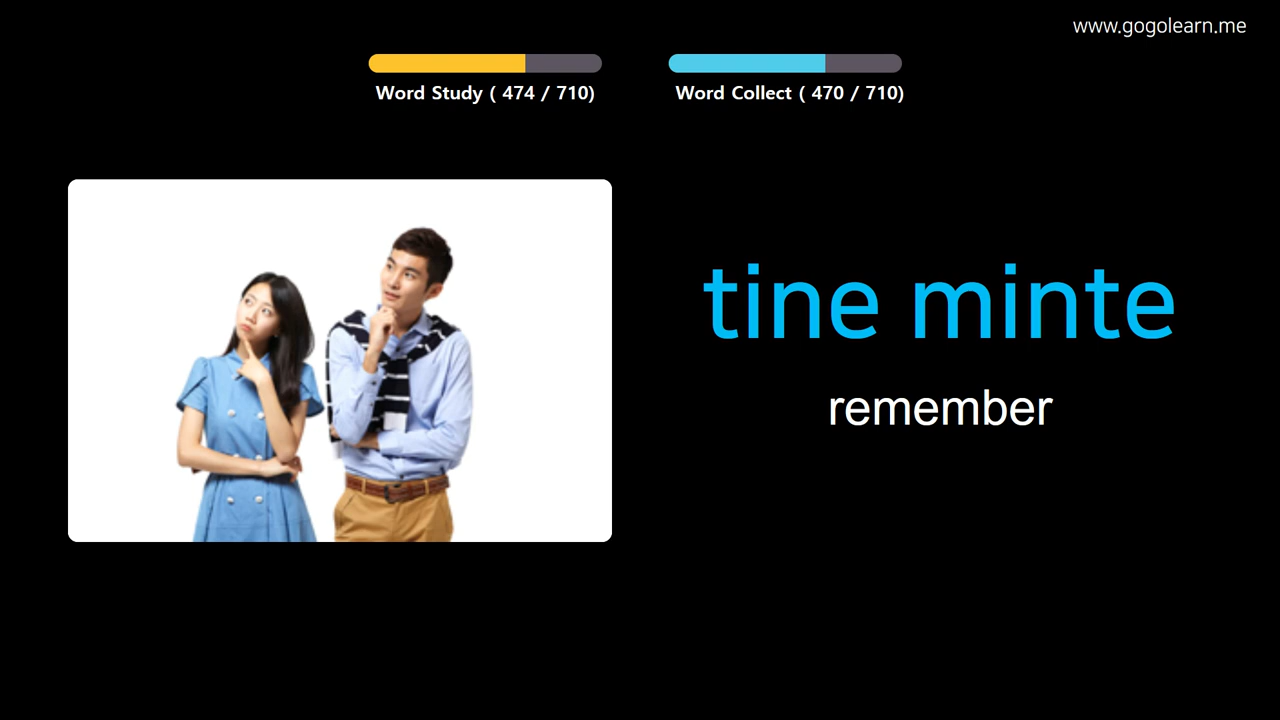 www.gogolearn.me
Word Study ( 474 / 710)
Word Collect ( 470 / 710)
tine minte
remember